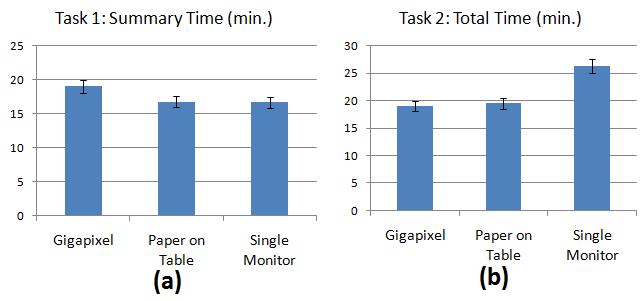 Task 1: Summary Time (min.)
25
20
15
10
5
0
Gigapixel
Paper on
Table
Single
Monitor
(a)
Task 2: Total Time (min.)
30
25
20
15
10
5
0
Gigapixel
Paper on
Table
Single
Monitor
(b)